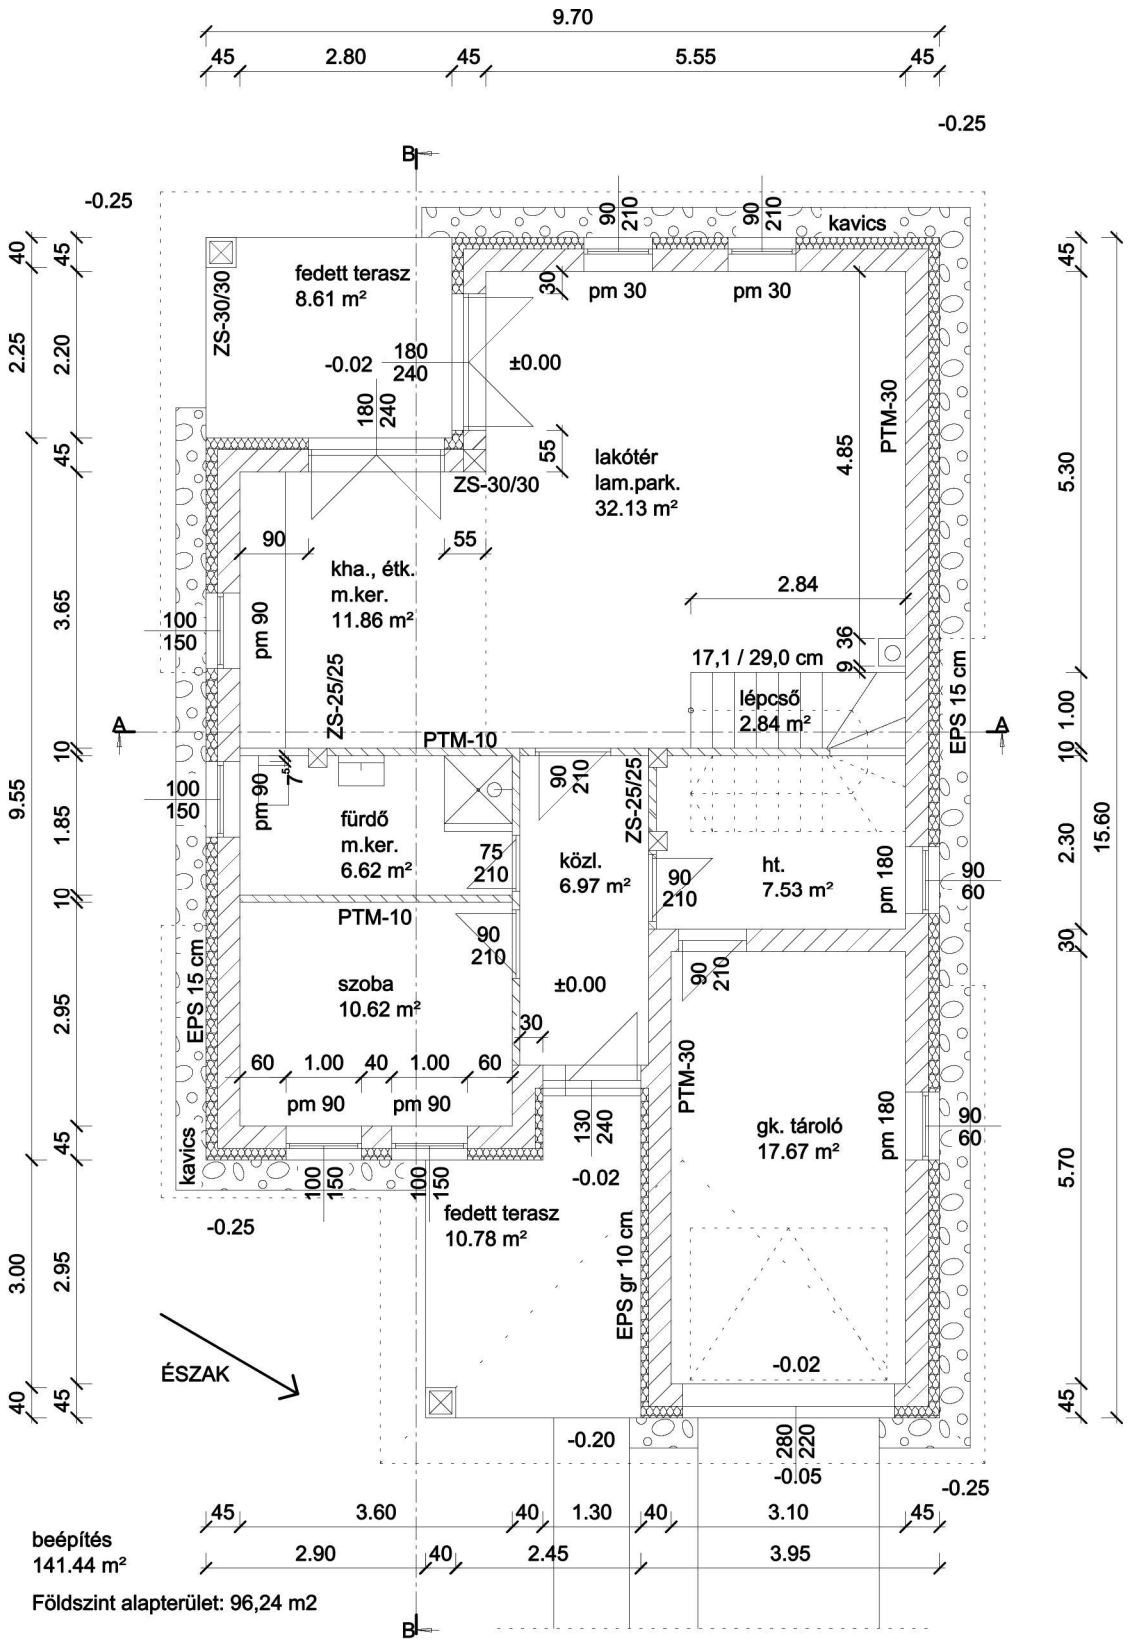 9.70
45 2.80 45 5.55 45
-0.25
B
-0.25
90
210
90
210
kavics
40
45
45
fedett terasz
8.61 m²
ZS-30/30
30
pm 30
pm 30
2.25
2.20
-0.02
180
240
±0.00
180
240
PTM-30
4.85
45
55
ZS-30/30
lakótér
lam.park.
32.13 m²
5.30
90
55
kha., étk.
m.ker.
11.86 m²
2.84
3.65
100
150
pm 90
36
9
17,1 / 29,0 cm
ZS-25/25
lépcső
2.84 m²
EPS 15 cm
1.00
A
A
PTM-10
10
10
90
210
7⁵
100
150
pm 90
ZS-25/25
9.55
1.85
fürdő
m.ker.
6.62 m²
75
210
közl.
6.97 m²
90
210
ht.
7.53 m²
pm 180
90
60
2.30
15.60
10
PTM-10
90
210
30
EPS 15 cm
szoba
10.62 m²
±0.00
90
210
2.95
30
60 1.00 40 1.00 60
pm 90
pm 90
PTM-30
pm 180
90
60
130
240
gk. tároló
17.67 m²
45
kavics
100
150
100
150
-0.02
5.70
-0.25
fedett terasz
10.78 m²
EPS gr 10 cm
3.00
2.95
ÉSZAK
-0.02
40
45
45
-0.20
280
220
-0.05
-0.25
45 3.60 40 1.30 40 3.10 45
beépítés
141.44 m²
2.90 40 2.45 3.95
Földszint alapterület: 96,24 m2
B